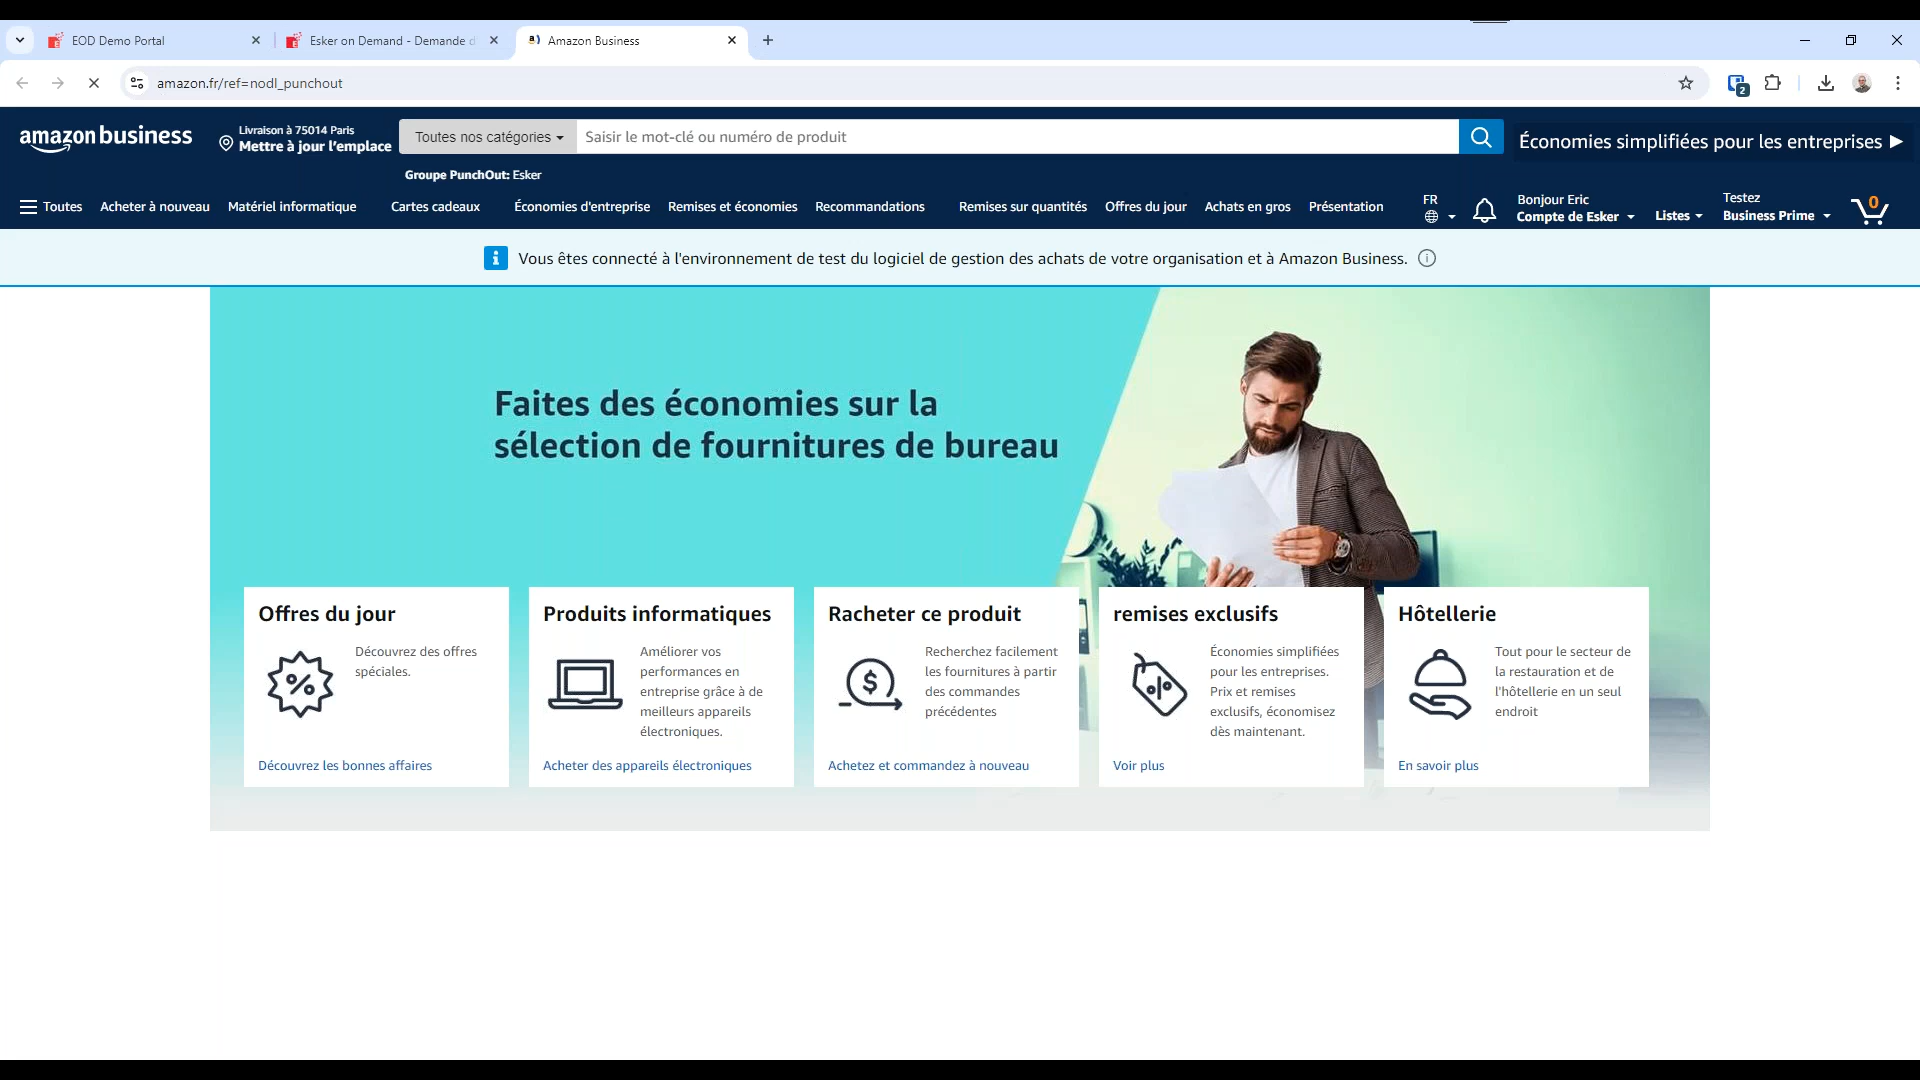 EOD Demo Portal
Esker on Demand - Demande d
Amazon Business
amazon.fr/ref=nodl_punchout
2
amazon business
Livraison à 75014 Paris
Mettre à jour l’emplace
Toutes nos catégories
Saisir le mot-clé ou numéro de produit
Économies simplifiées pour les entreprises ▶
Groupe PunchOut: Esker
Toutes
Acheter à nouveau
Matériel informatique
Cartes cadeaux
Économies d'entreprise
Remises et économies
Recommandations
Remises sur quantités
Offres du jour
Achats en gros
Présentation
FR
Bonjour Eric
Compte de Esker
Listes
Testez
Business Prime
0
Vous êtes connecté à l'environnement de test du logiciel de gestion des achats de votre organisation et à Amazon Business.
Faites des économies sur la
sélection de fournitures de bureau
Offres du jour
Découvrez des offres
spéciales.
Découvrez les bonnes affaires
Produits informatiques
Améliorer vos
performances en
entreprise grâce à de
meilleurs appareils
électroniques.
Acheter des appareils électroniques
Racheter ce produit
Recherchez facilement
les fournitures à partir
des commandes
précédentes
Achetez et commandez à nouveau
remises exclusifs
Économies simplifiées
pour les entreprises.
Prix et remises
exclusifs, économisez
dès maintenant.
Voir plus
Hôtellerie
Tout pour le secteur de
la restauration et de
l'hôtellerie en un seul
endroit
En savoir plus